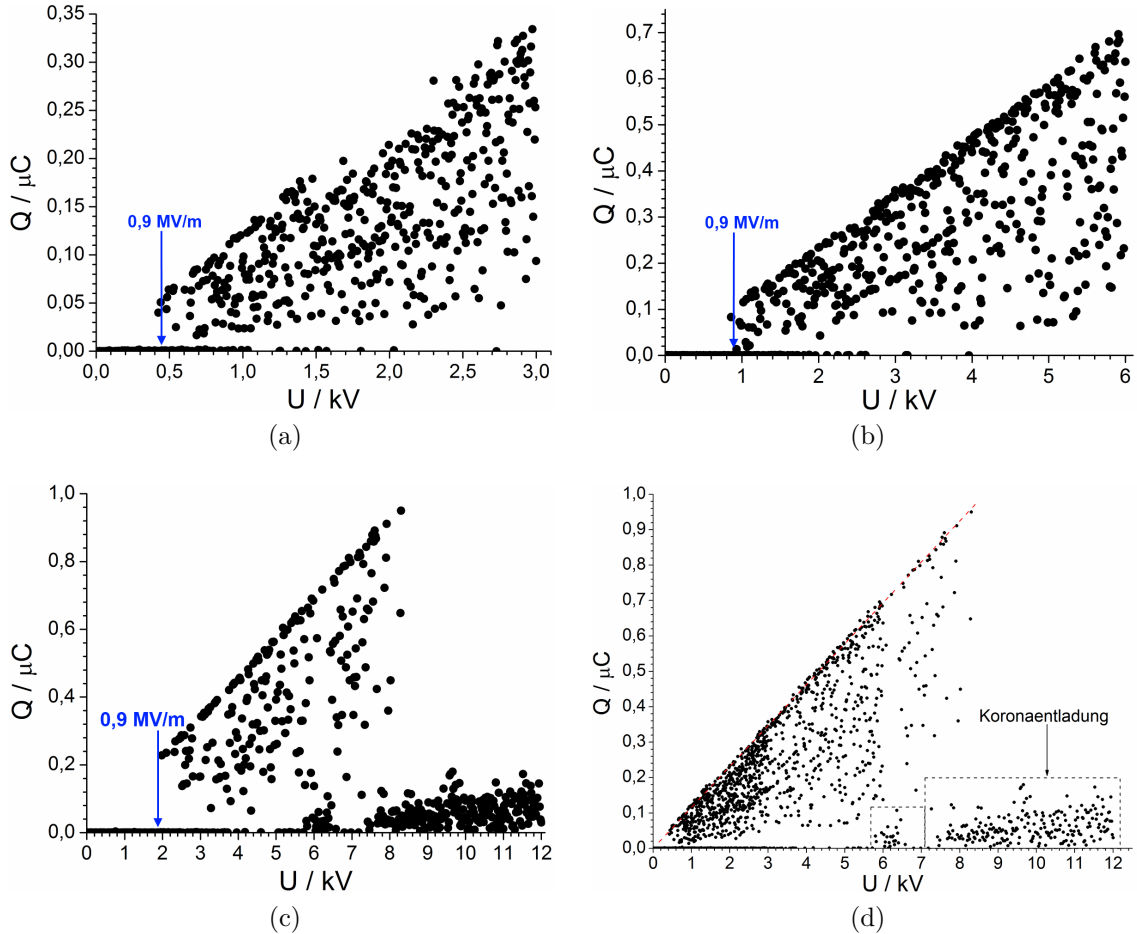 0,35
0,30
0,25
0,20
0,15
0,10
0,05
0,00
Q / μC
0,9 MV/m
0,0 0,5 1,0 1,5 2,0 2,5 3,0
U / kV
(a)
0,7
0,6
0,5
0,4
0,3
0,2
0,1
0,0
Q / μC
0,9 MV/m
0 1 2 3 4 5 6
U / kV
(b)
1,0
0,8
0,6
0,4
0,2
0,0
Q / μC
0,9 MV/m
0 1 2 3 4 5 6 7 8 9 10 11 12
U / kV
(c)
1,0
0,9
0,8
0,7
0,6
0,5
0,4
0,3
0,2
0,1
0,0
Q / μC
Koronaentladung
0 1 2 3 4 5 6 7 8 9 10 11 12
U / kV
(d)